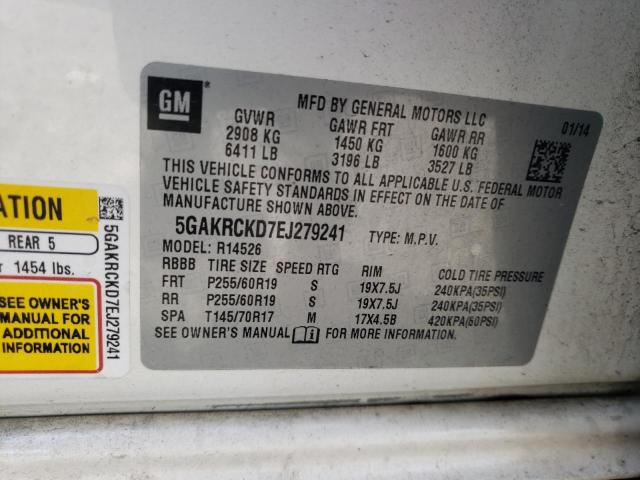 GM
MFD BY GENERAL MOTORS LLC
01/14
GVWR GAWR FRT GAWR RR
2908 KG 1450 KG 1600 KG
6411 LB 3196 LB 3527 LB
THIS VEHICLE CONFORMS TO ALL APPLICABLE U.S. FEDERAL MOTOR
VEHICLE SAFETY STANDARDS IN EFFECT ON THE DATE OF
MANUFACTURE SHOWN ABOVE.
5GAKRCKD7EJ279241 TYPE: M.P.V.
MODEL: R14526
RBBB TIRE SIZE SPEED RTG RIM COLD TIRE PRESSURE
FRT P255/60R19 S 19X7.5J 240KPA(35PSI)
RR P255/60R19 S 19X7.5J 240KPA(35PSI)
SPA T145/70R17 M 17X4.5B 420KPA(60PSI)
SEE OWNER'S MANUAL FOR MORE INFORMATION.
ATION
REAR 5
1454 lbs.
SEE OWNER'S
MANUAL FOR
ADDITIONAL
INFORMATION
5GAKRCKD7EJ279241